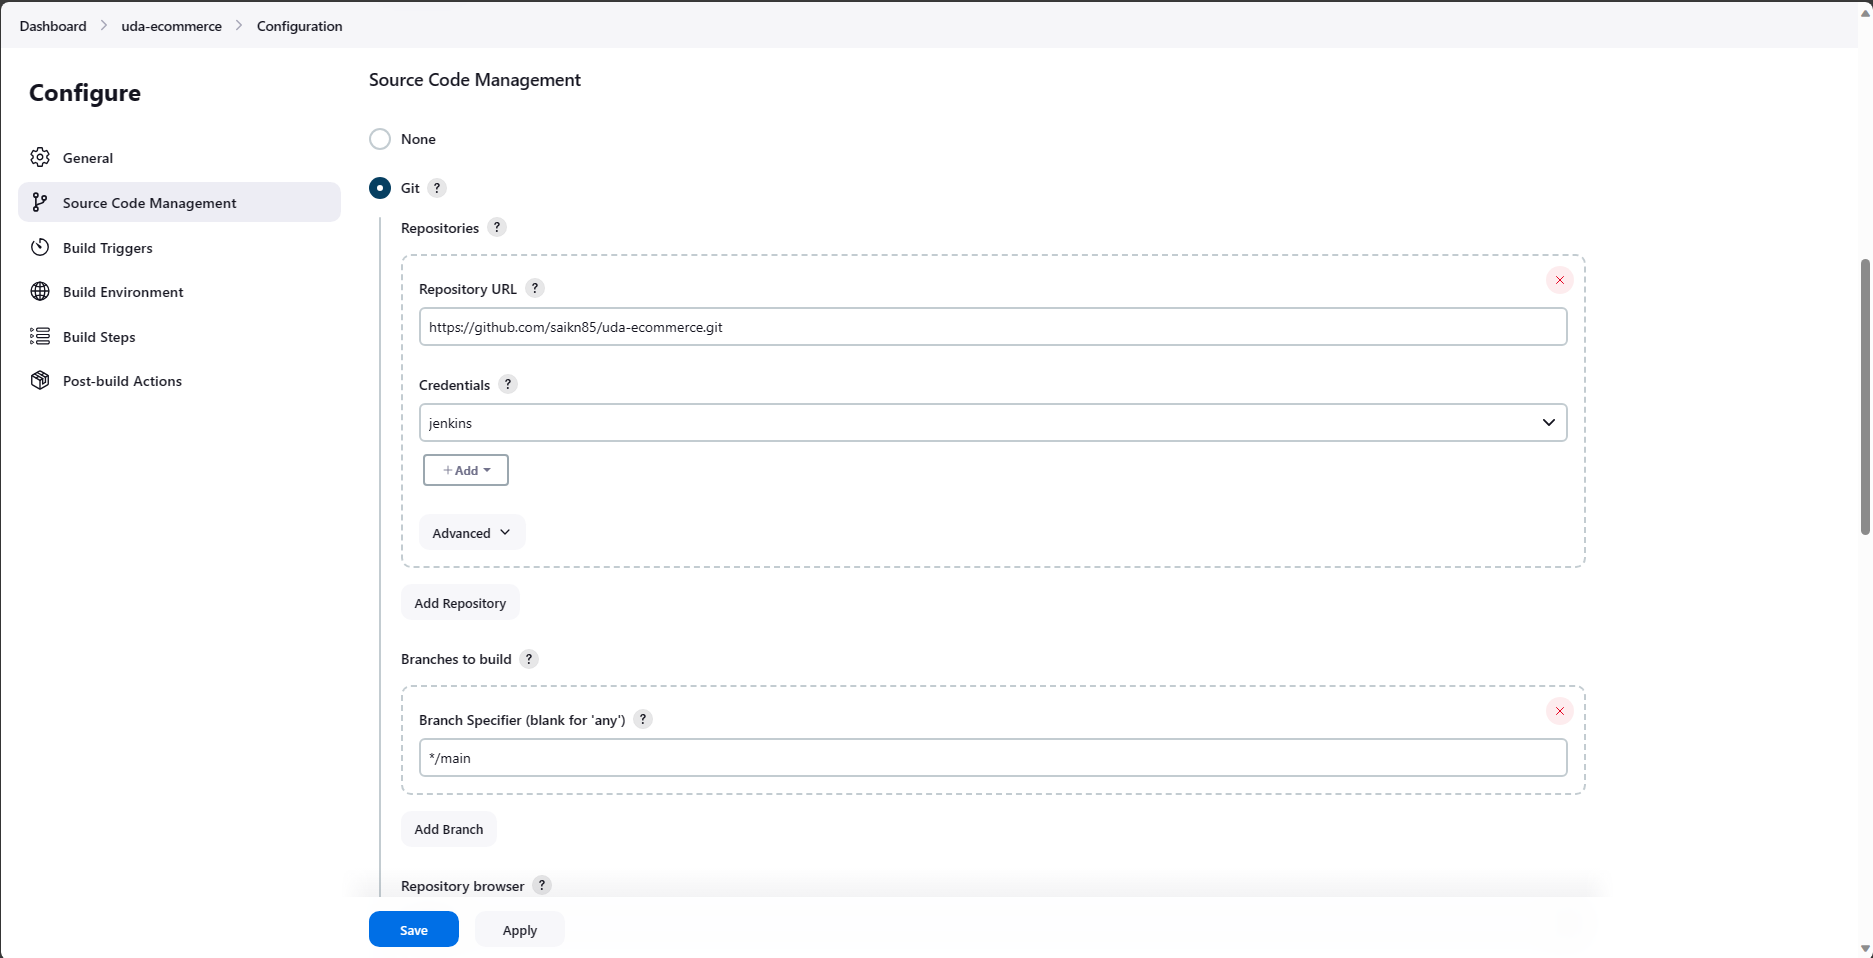 Dashboard > uda-ecommerce > Configuration
Configure
General
Source Code Management
Build Triggers
Build Environment
Build Steps
Post-build Actions
Source Code Management
None
Git ?
Repositories ?
Repository URL ?
https://github.com/saikn85/uda-ecommerce.git
Credentials ?
jenkins
+ Add
Advanced
Add Repository
Branches to build ?
Branch Specifier (blank for 'any') ?
*/main
Add Branch
Repository browser ?
Save Apply